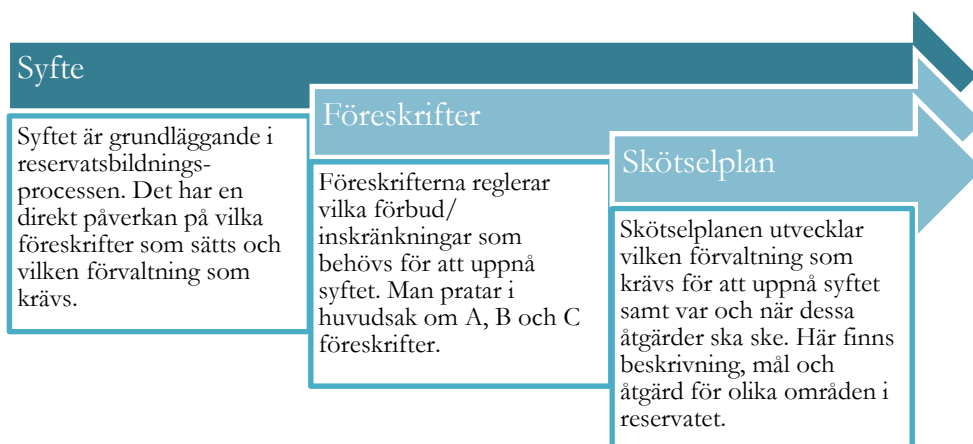 Syfte
Syftet är grundläggande i
reservatsbildnings-
processen. Det har en
direkt påverkan på vilka
föreskrifter som sätts och
vilken förvaltning som
krävs.
Föreskrifter
Föreskrifterna reglerar
vilka förbud/
inskränkningar som
behövs för att uppnå
syftet. Man pratar i
huvudsak om A, B och C
föreskrifter.
Skötselplan
Skötselplanen utvecklar
vilken förvaltning som
krävs för att uppnå syftet
samt var och när dessa
åtgärder ska ske. Här finns
beskrivning, mål och
åtgärd för olika områden i
reservatet.